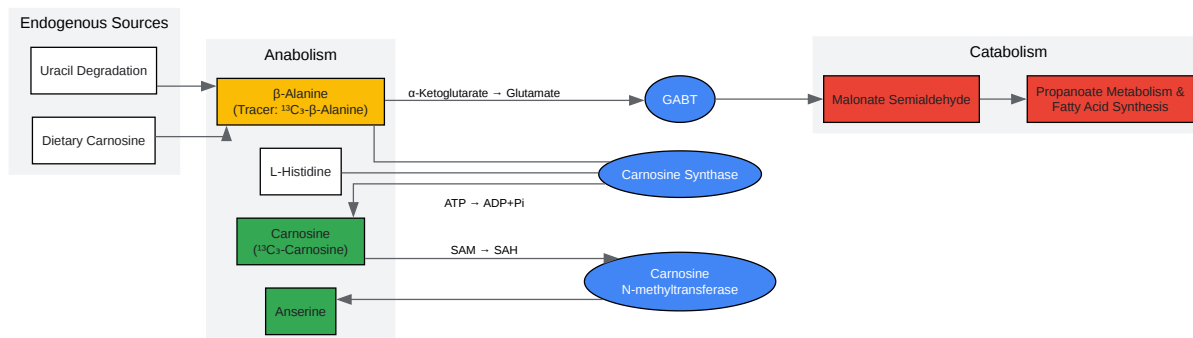 Endogenous Sources
Uracil Degradation
Dietary Carnosine
Anabolism
β-Alanine
(Tracer: ¹³C₃-β-Alanine)
L-Histidine
Carnosine
(¹³C₃-Carnosine)
Anserine
α-Ketoglutarate → Glutamate
ATP → ADP+Pi
SAM → SAH
GABT
Carnosine Synthase
Carnosine
N-methyltransferase
Catabolism
Malonate Semialdehyde
Propanoate Metabolism &
Fatty Acid Synthesis